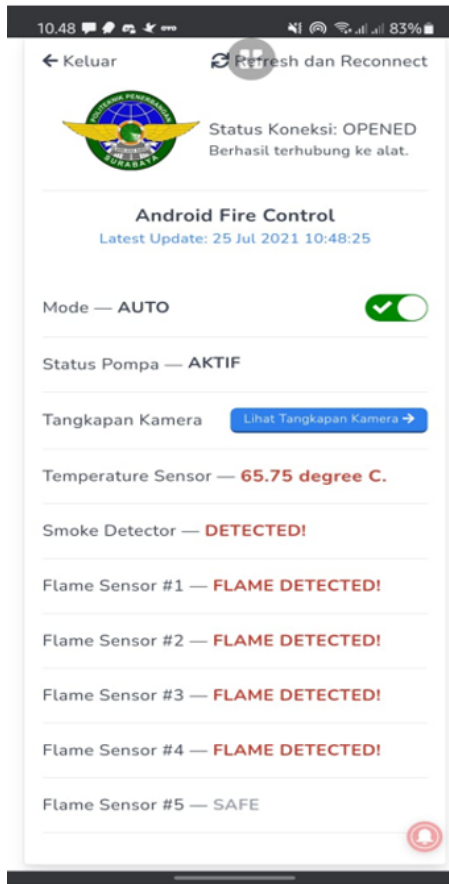 10.48 83%
← Keluar Refresh dan Reconnect
POLITEKNIK PENERBANGAN
SURABAYA
Status Koneksi: OPENED
Berhasil terhubung ke alat.
Android Fire Control
Latest Update: 25 Jul 2021 10:48:25
Mode — AUTO
Status Pompa — AKTIF
Tangkapan Kamera Lihat Tangkapan Kamera →
Temperature Sensor — 65.75 degree C.
Smoke Detector — DETECTED!
Flame Sensor #1 — FLAME DETECTED!
Flame Sensor #2 — FLAME DETECTED!
Flame Sensor #3 — FLAME DETECTED!
Flame Sensor #4 — FLAME DETECTED!
Flame Sensor #5 — SAFE